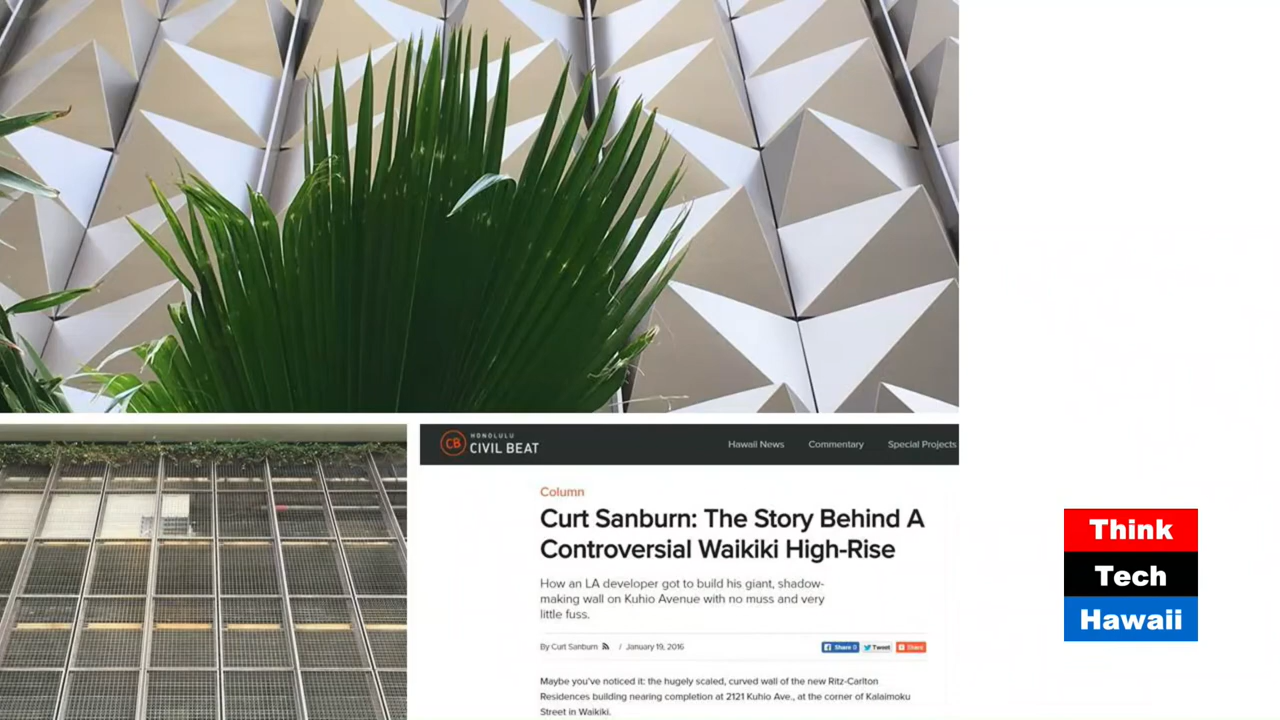 HONOLULU
CB CIVIL BEAT
Hawaii News Commentary Special Projects
Column
Curt Sanburn: The Story Behind A
Controversial Waikiki High-Rise
How an LA developer got to build his giant, shadow-
making wall on Kuhio Avenue with no muss and very
little fuss.
By Curt Sanburn / January 19, 2016
Share 0 Tweet Share
Maybe you've noticed it: the hugely scaled, curved wall of the new Ritz-Carlton
Residences building nearing completion at 2121 Kuhio Ave., at the corner of Kalaimoku
Street in Waikiki.
Think
Tech
Hawaii